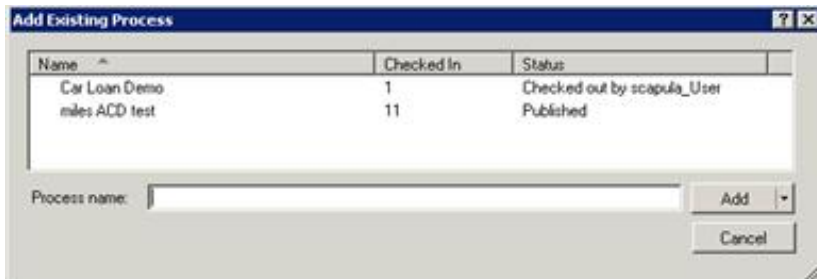 Add Existing Process
Name Checked In Status
Car Loan Demo 1 Checked out by scapula_User
miles ACD test 11 Published
Process name: Add
Cancel